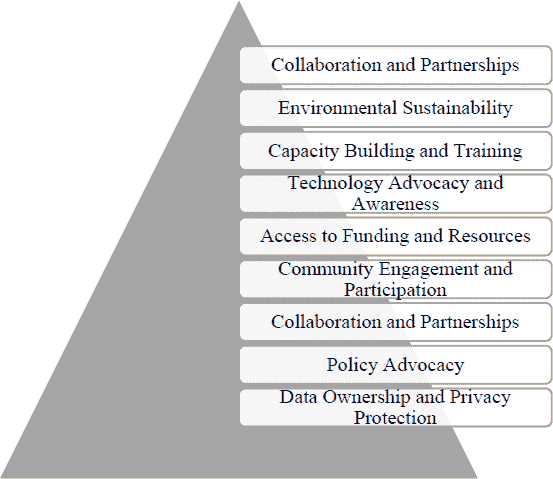 Collaboration and Partnerships
Environmental Sustainability
Capacity Building and Training
Technology Advocacy and
Awareness
Access to Funding and Resources
Community Engagement and
Participation
Collaboration and Partnerships
Policy Advocacy
Data Ownership and Privacy
Protection